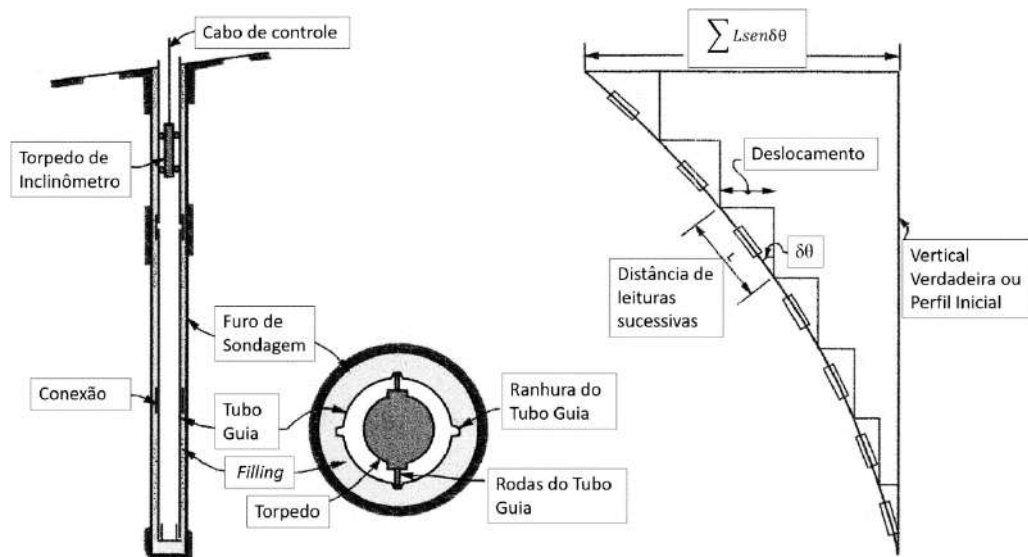 Cabo de controle
Torpedo de
Inclinômetro
Furo de
Sondagem
Conexão
Tubo
Guia
Filling
Torpedo
Ranhura do
Tubo Guia
Rodas do Tubo
Guia
∑ Lsenδθ
Deslocamento
δθ
L
Distância de
leituras
sucessivas
Vertical
Verdadeira ou
Perfil Inicial